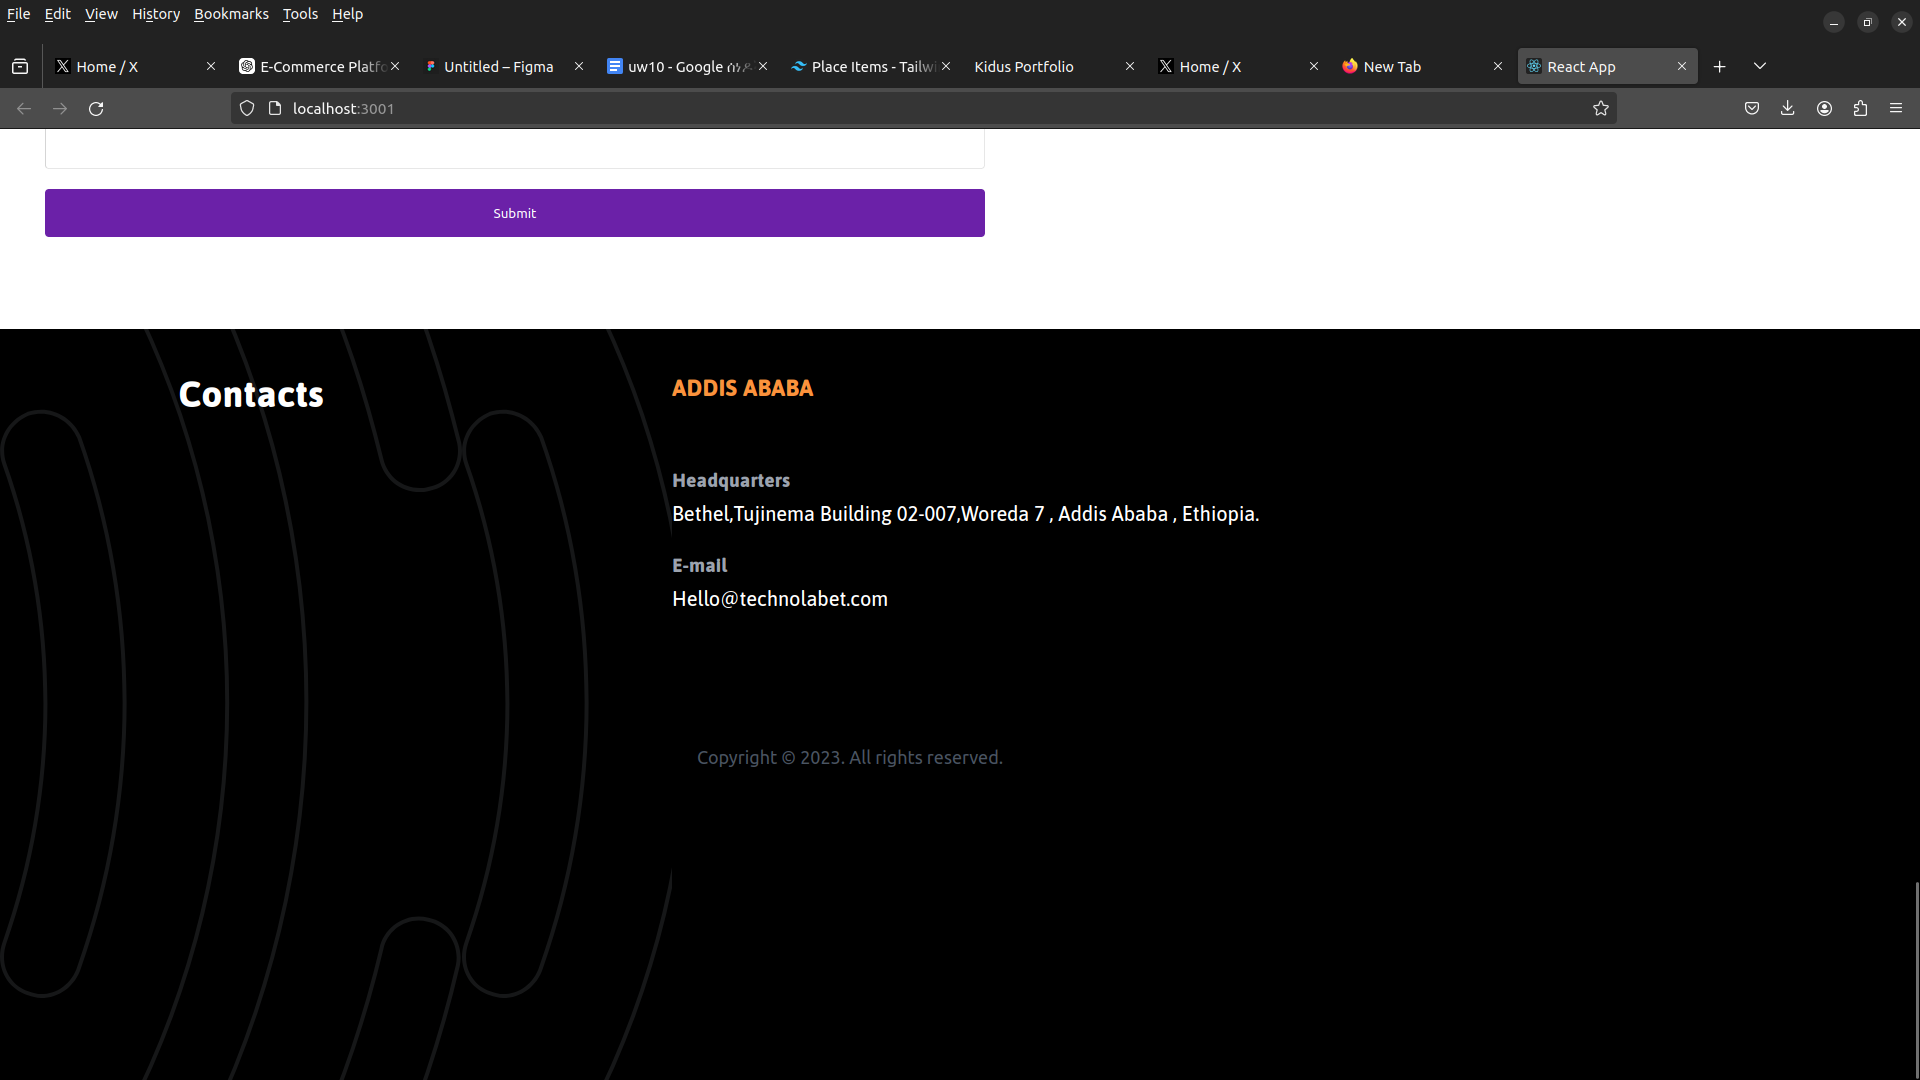 File Edit View History Bookmarks Tools Help
Home / X
E-Commerce Platfo
Untitled – Figma
uw10 - Google
Place Items - Tailwi
Kidus Portfolio
Home / X
New Tab
React App
localhost:3001
Submit
Contacts
ADDIS ABABA
Headquarters
Bethel,Tujinema Building 02-007,Woreda 7 , Addis Ababa , Ethiopia.
E-mail
Hello@technolabet.com
Copyright © 2023. All rights reserved.